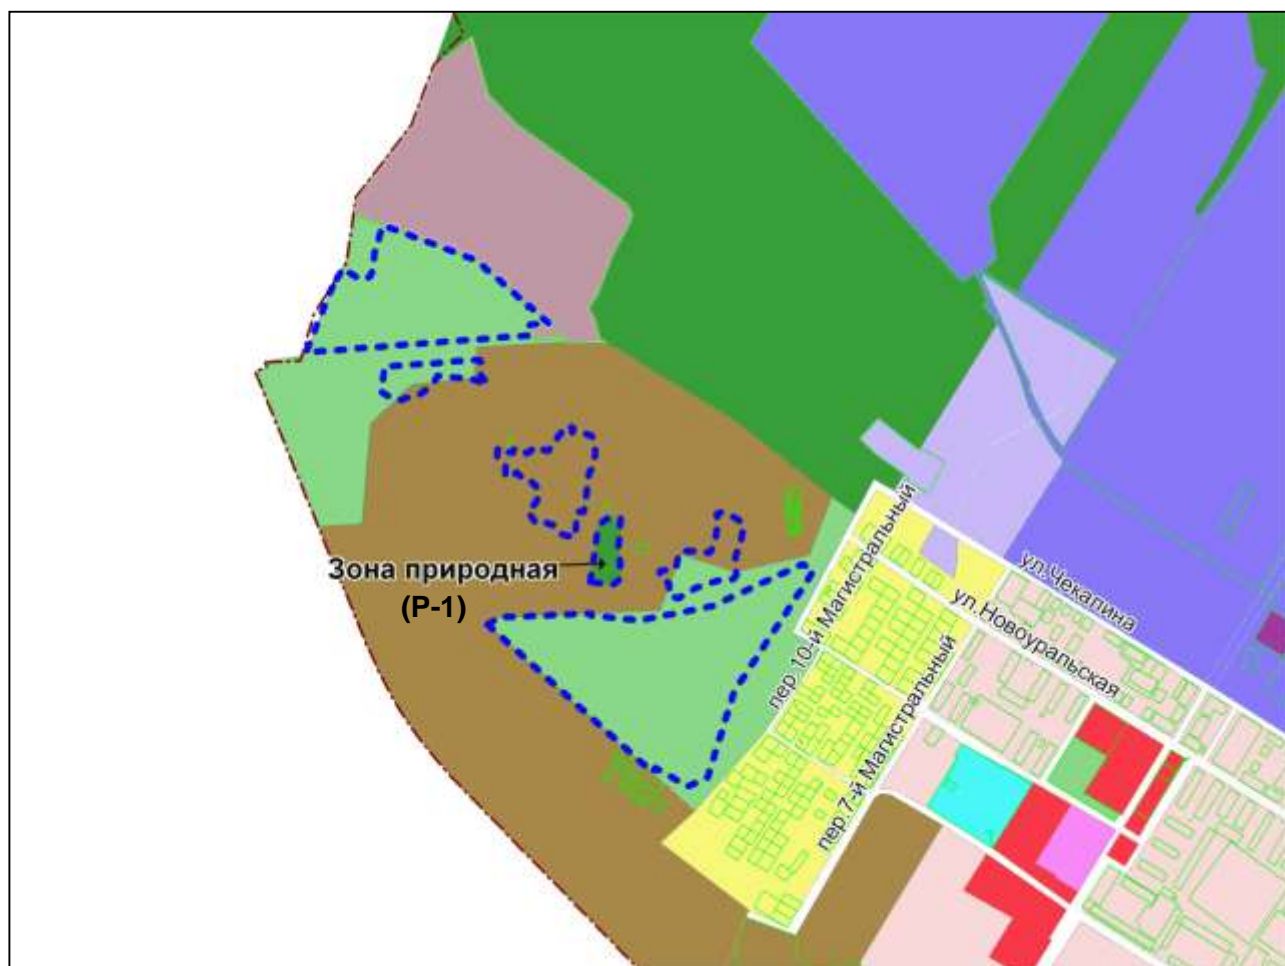 ул.Чекалина
Зона природная
(Р-1)
ул.Новоуральская
пер.10-й Магистральный
пер.7-й Магистральный